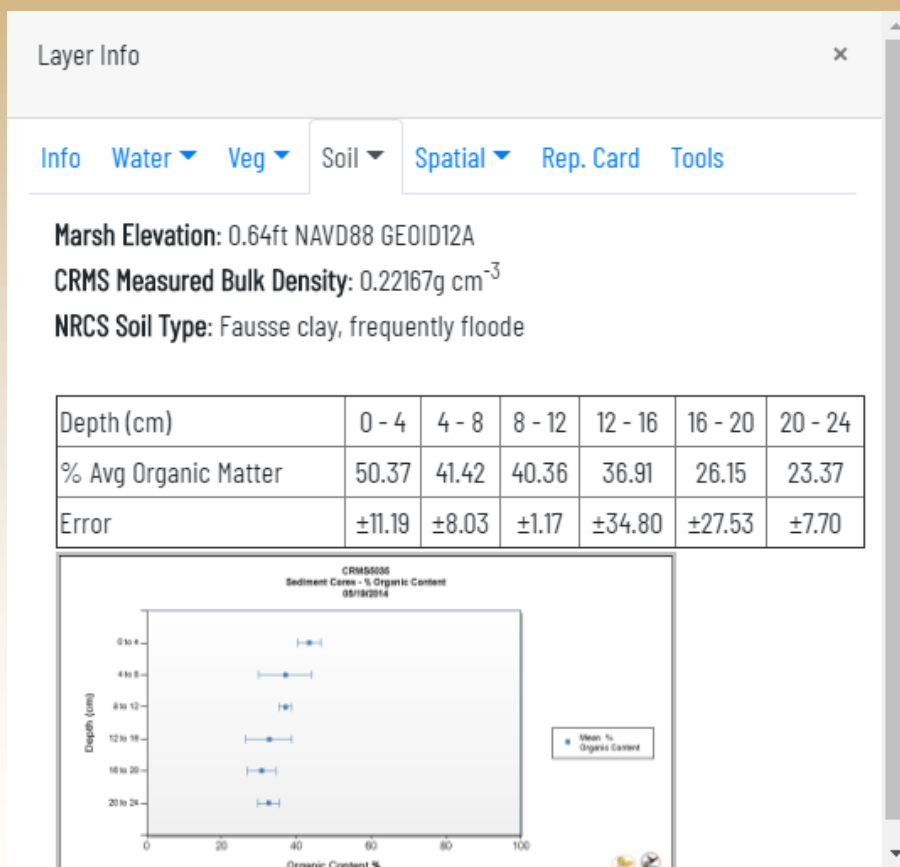 Layer Info ×
Info Water Veg Soil Spatial Rep. Card Tools
Marsh Elevation: 0.64ft NAVD88 GEOID12A
CRMS Measured Bulk Density: 0.22167g cm-3
NRCS Soil Type: Fausse clay, frequently floode
Depth (cm) 0 - 4 4 - 8 8 - 12 12 - 16 16 - 20 20 - 24
% Avg Organic Matter 50.37 41.42 40.36 36.91 26.15 23.37
Error ±11.19 ±8.03 ±1.17 ±34.80 ±27.53 ±7.70
Sediment Cores - % Organic Content
05/19/2014
0 to 4
4 to 8
8 to 12
12 to 16
16 to 20
20 to 24
Depth (cm)
Mean %
Organic Content
0 20 40 60 80 100
Organic Content %